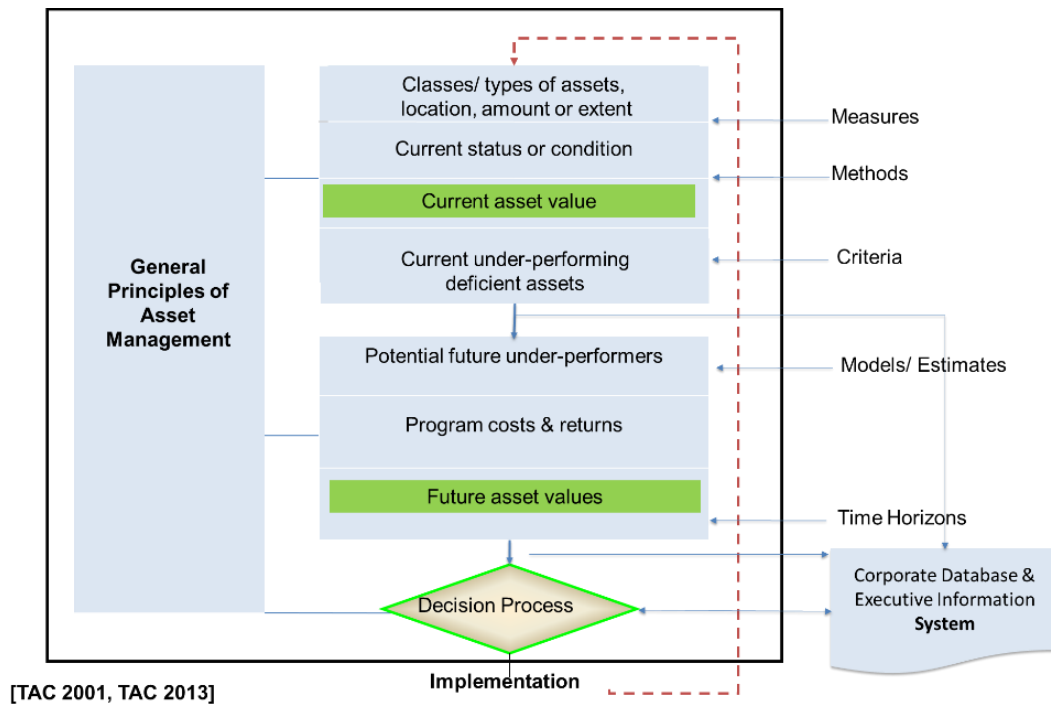 Classes/ types of assets,
location, amount or extent
Measures
Current status or condition
Methods
Current asset value
Current under-performing
deficient assets
Criteria
General
Principles of
Asset
Management
Potential future under-performers
Models/ Estimates
Program costs & returns
Future asset values
Time Horizons
Decision Process
Corporate Database &
Executive Information
System
Implementation
[TAC 2001, TAC 2013]